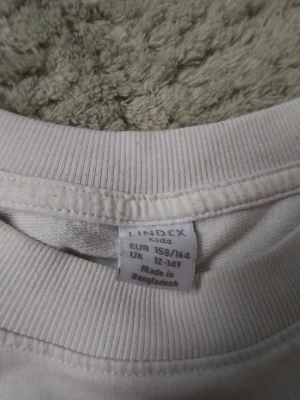 LINDEX
Kids
EUR 158/164
UK 12-14Y
Made in
Bangladesh